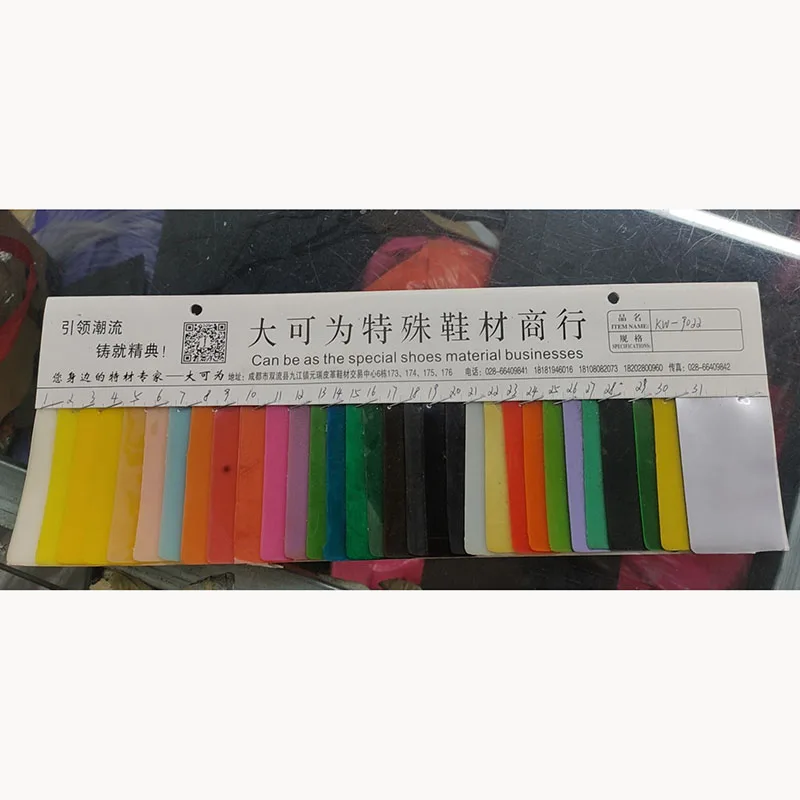 引领潮流
铸就精典!
大可为特殊鞋材商行
Can be as the special shoes material businesses
品名
ITEM NAME:
KW-9022
规格
SPECIFICATIONS:
您身边的特材专家——大可为 地址:成都市双流县九江镇元瑞皮革鞋材交易中心6栋173、174、175、176 电话:028-66409841 18181946016 18108082073 18202800960 传真:028-66409842
1 2 3 4 5 6 7 8 9 10 11 12 13 14 15 16 17 18 19 20 21 22 23 24 25 26 27 28 29 30 31